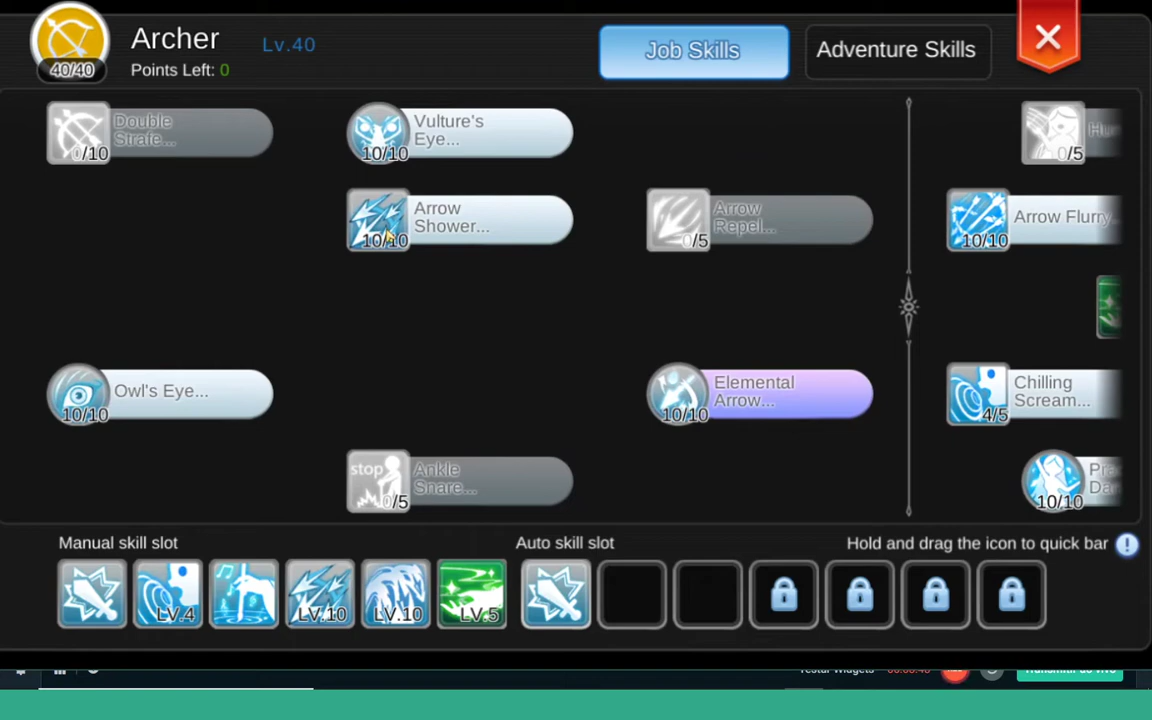 Archer
Lv.40
Job Skills
Adventure Skills
40/40
Points Left: 0
Double
Strafe...
0/10
Vulture's
Eye...
10/10
0/5
Arrow
Shower...
10/10
Arrow
Repel...
0/5
Arrow Flurry
10/10
Owl's Eye...
10/10
Elemental
Arrow...
10/10
Chilling
Scream...
4/5
stop
Ankle
Snare...
0/5
10/10
Manual skill slot
Auto skill slot
Hold and drag the icon to quick bar
LV.4
LV.10
LV.10
LV.5